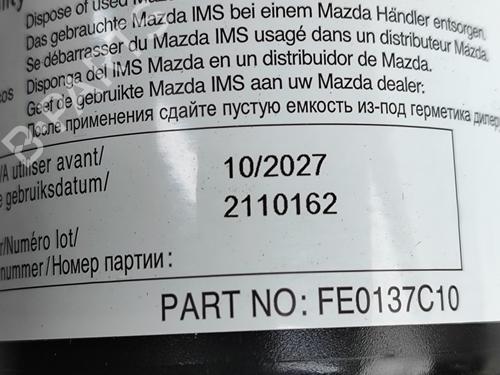 Dispose of used Mazda
Das gebrauchte Mazda IMS bei einem Mazda Händler entsorgen.
Se débarrasser du Mazda IMS usagé dans un distributeur Mazda.
Disponga del IMS Mazda en un distribuidor de Mazda.
Geef de gebruikte Mazda IMS aan uw Mazda dealer:
После применения сдайте пустую емкость из-под герметика
/A utiliser avant/ 10/2027
gebruiksdatum/ 2110162
/Numéro lot/
nummer/Номер партии:
PART NO: FE0137C10